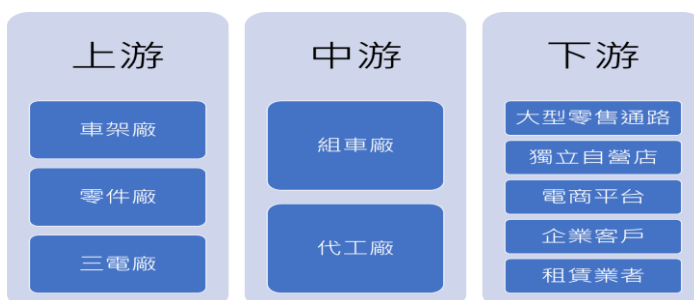 上游
車架廠
零件廠
三電廠
中游
組車廠
代工廠
下游
大型零售通路
獨立自營店
電商平台
企業客戶
租賃業者